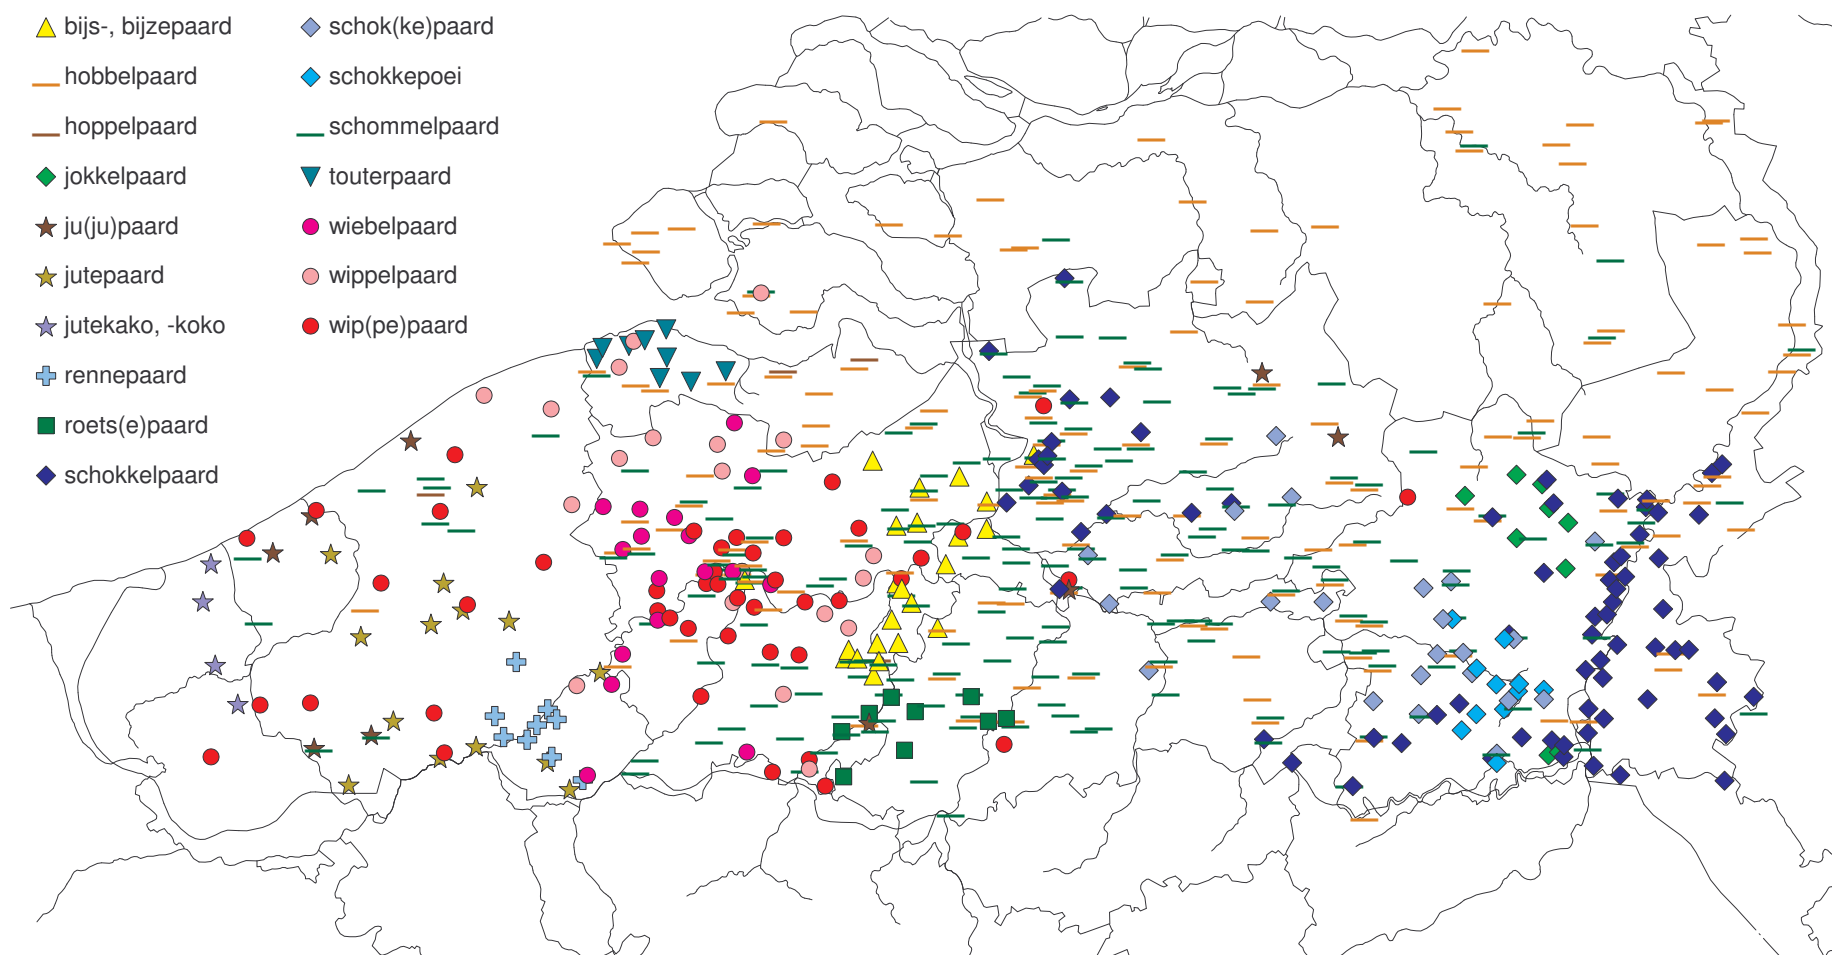 bijs-, bijzepaard
hobbelpaard
hoppelpaard
jokkelpaard
ju(ju)paard
jutepaard
jutekako, -koko
rennepaard
roets(e)paard
schokkelpaard
schok(ke)paard
schokkepoei
schommelpaard
touterpaard
wiebelpaard
wippelpaard
wip(pe)paard